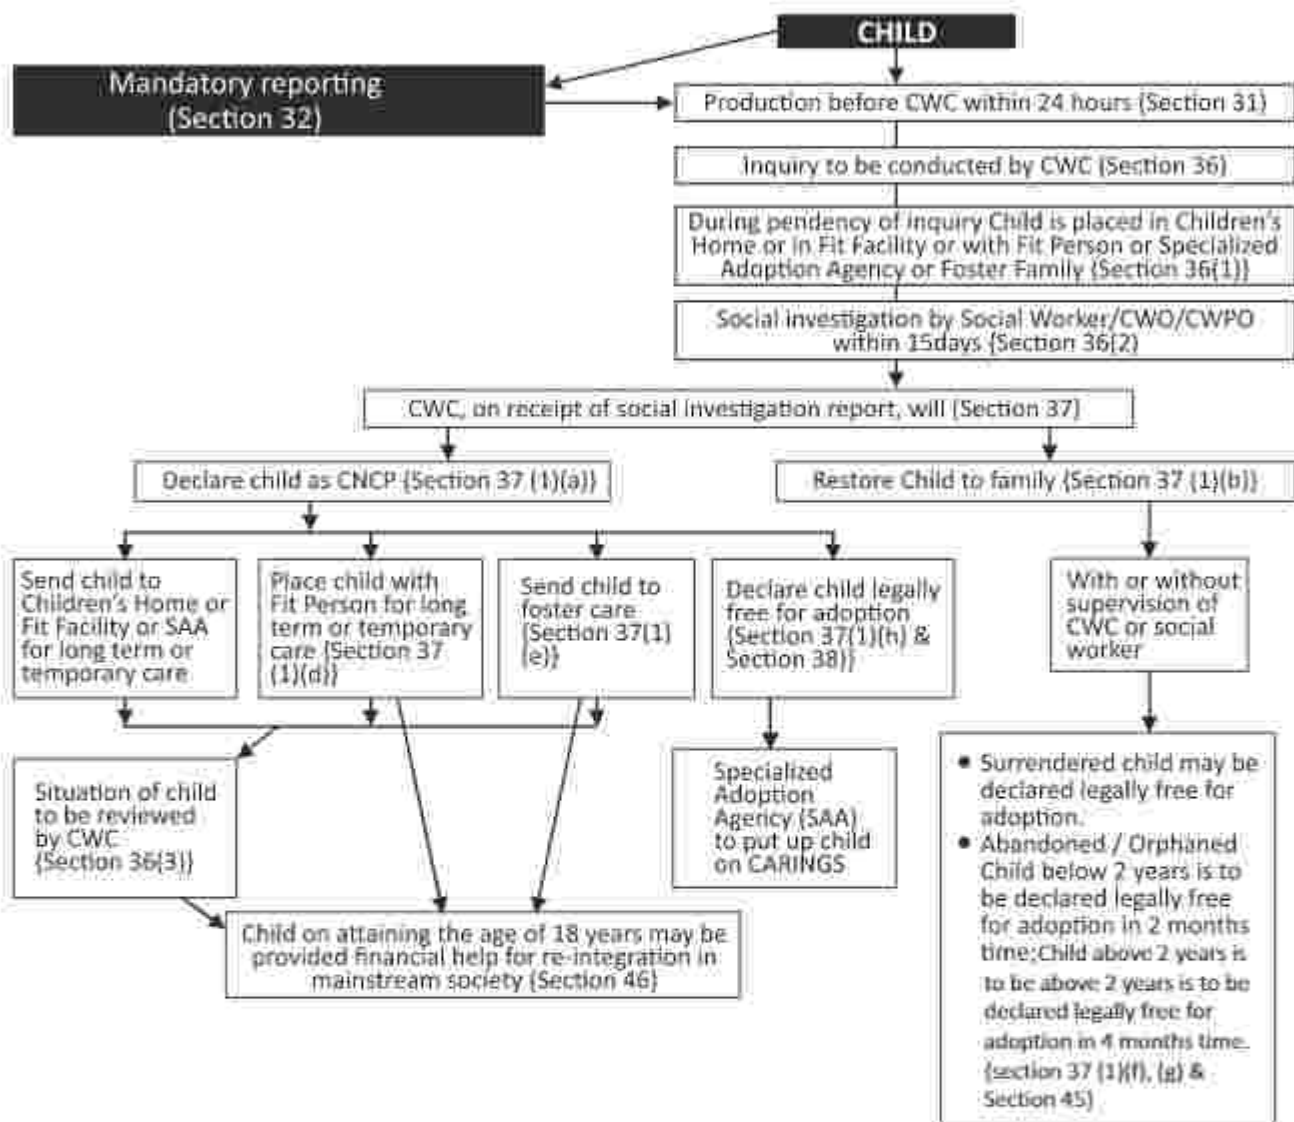 CHILD
Mandatory reporting
(Section 32)
Production before CWC within 24 hours (Section 31)
Inquiry to be conducted by CWC (Section 36)
During pendency of inquiry Child is placed in Children's
Home or in Fit Facility or with Fit Person or Specialized
Adoption Agency or Foster Family {Section 36(1)}
Social investigation by Social Worker/CWO/CWPO
within 15days {Section 36(2)
CWC, on receipt of social investigation report, will (Section 37)
Declare child as CNCP {Section 37 (1)(a)}
Restore Child to family {Section 37 (1)(b)}
Send child to
Children's Home or
Fit Facility or SAA
for long term or
temporary care
Place child with
Fit Person for long
term or temporary
care {Section 37
(1)(d)}
Send child to
foster care
{Section 37(1)
(e)}
Declare child legally
free for adoption
{Section 37(1)(h) &
Section 38)}
With or without
supervision of
CWC or social
worker
Situation of child
to be reviewed
by CWC
{Section 36(3)}
Specialized
Adoption
Agency (SAA)
to put up child
on CARINGS
• Surrendered child may be
declared legally free for
adoption.
• Abandoned / Orphaned
Child below 2 years is to
be declared legally free
for adoption in 2 months
time;Child above 2 years is
to be above 2 years is to be
declared legally free for
adoption in 4 months time.
{section 37 (1)(f), (g) &
Section 45)
Child on attaining the age of 18 years may be
provided financial help for re-integration in
mainstream society (Section 46)